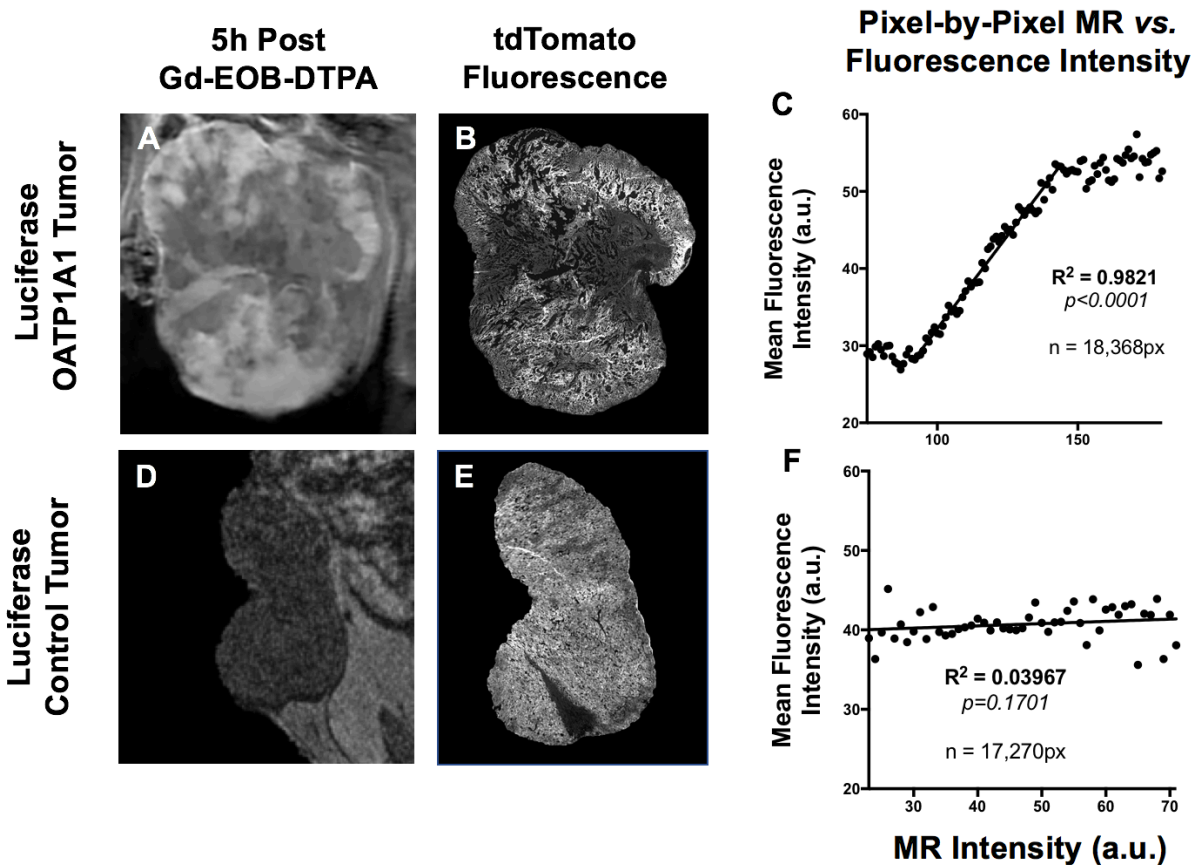 5h Post
Gd-EOB-DTPA
tdTomato
Fluorescence
Pixel-by-Pixel MR vs.
Fluorescence Intensity
Luciferase
OATP1A1 Tumor
A
B
C
Mean Fluorescence
Intensity (a.u.)
60
50
40
30
20
100
150
R² = 0.9821
p<0.0001
n = 18,368px
Luciferase
Control Tumor
D
E
F
Mean Fluorescence
Intensity (a.u.)
60
50
40
30
20
30
40
50
60
70
R² = 0.03967
p=0.1701
n = 17,270px
MR Intensity (a.u.)